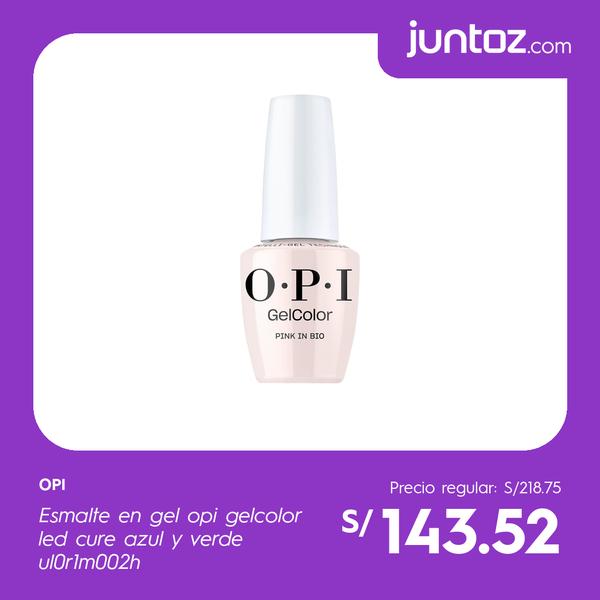 juntoz.com
O·P·I
GelColor
PINK IN BIO
OPI
Esmalte en gel opi gelcolor
led cure azul y verde
ul0r1m002h
Precio regular: S/218.75
S/143.52